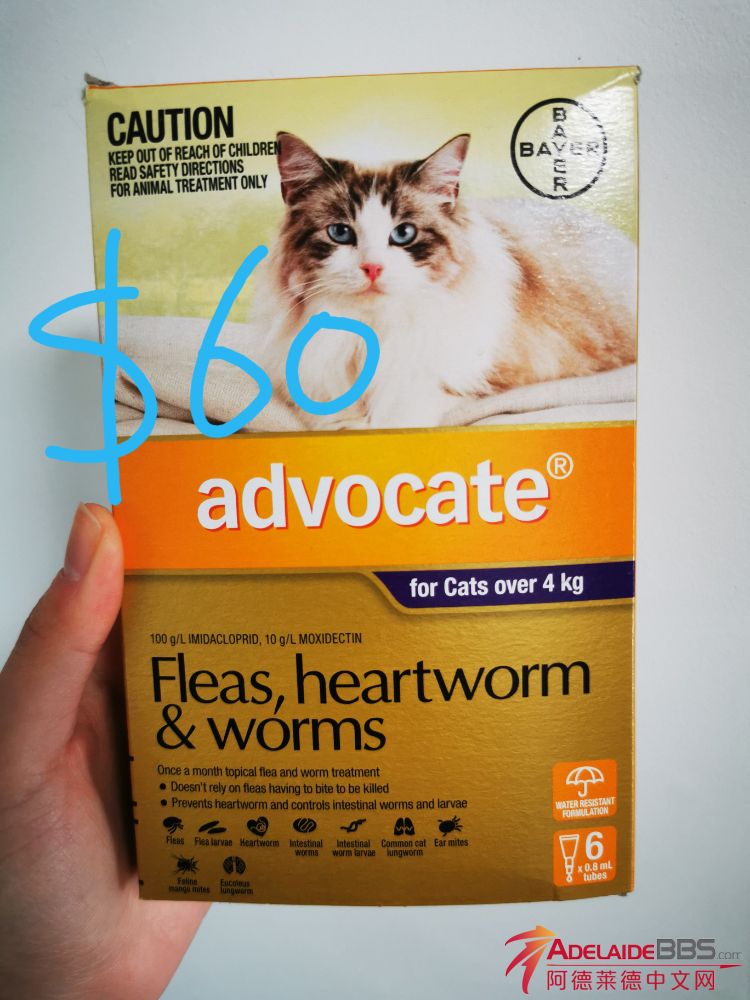 CAUTION
KEEP OUT OF REACH OF CHILDREN
READ SAFETY DIRECTIONS
FOR ANIMAL TREATMENT ONLY
BAYER
BAYER
$60
advocate®
for Cats over 4 kg
100 g/L IMIDACLOPRID, 10 g/L MOXIDECTIN
Fleas, heartworm
& worms
Once a month topical flea and worm treatment
• Doesn't rely on fleas having to bite to be killed
• Prevents heartworm and controls intestinal worms and larvae
WATER RESISTANT
FORMULATION
Fleas
Flea larvae
Heartworm
Intestinal
worms
Intestinal
worm larvae
Common cat
lungworm
Ear mites
Feline
mange mites
Eucoleus
lungworm
6
x 0.8 mL
tubes
ADELAIDEBBS.com
阿德莱德中文网